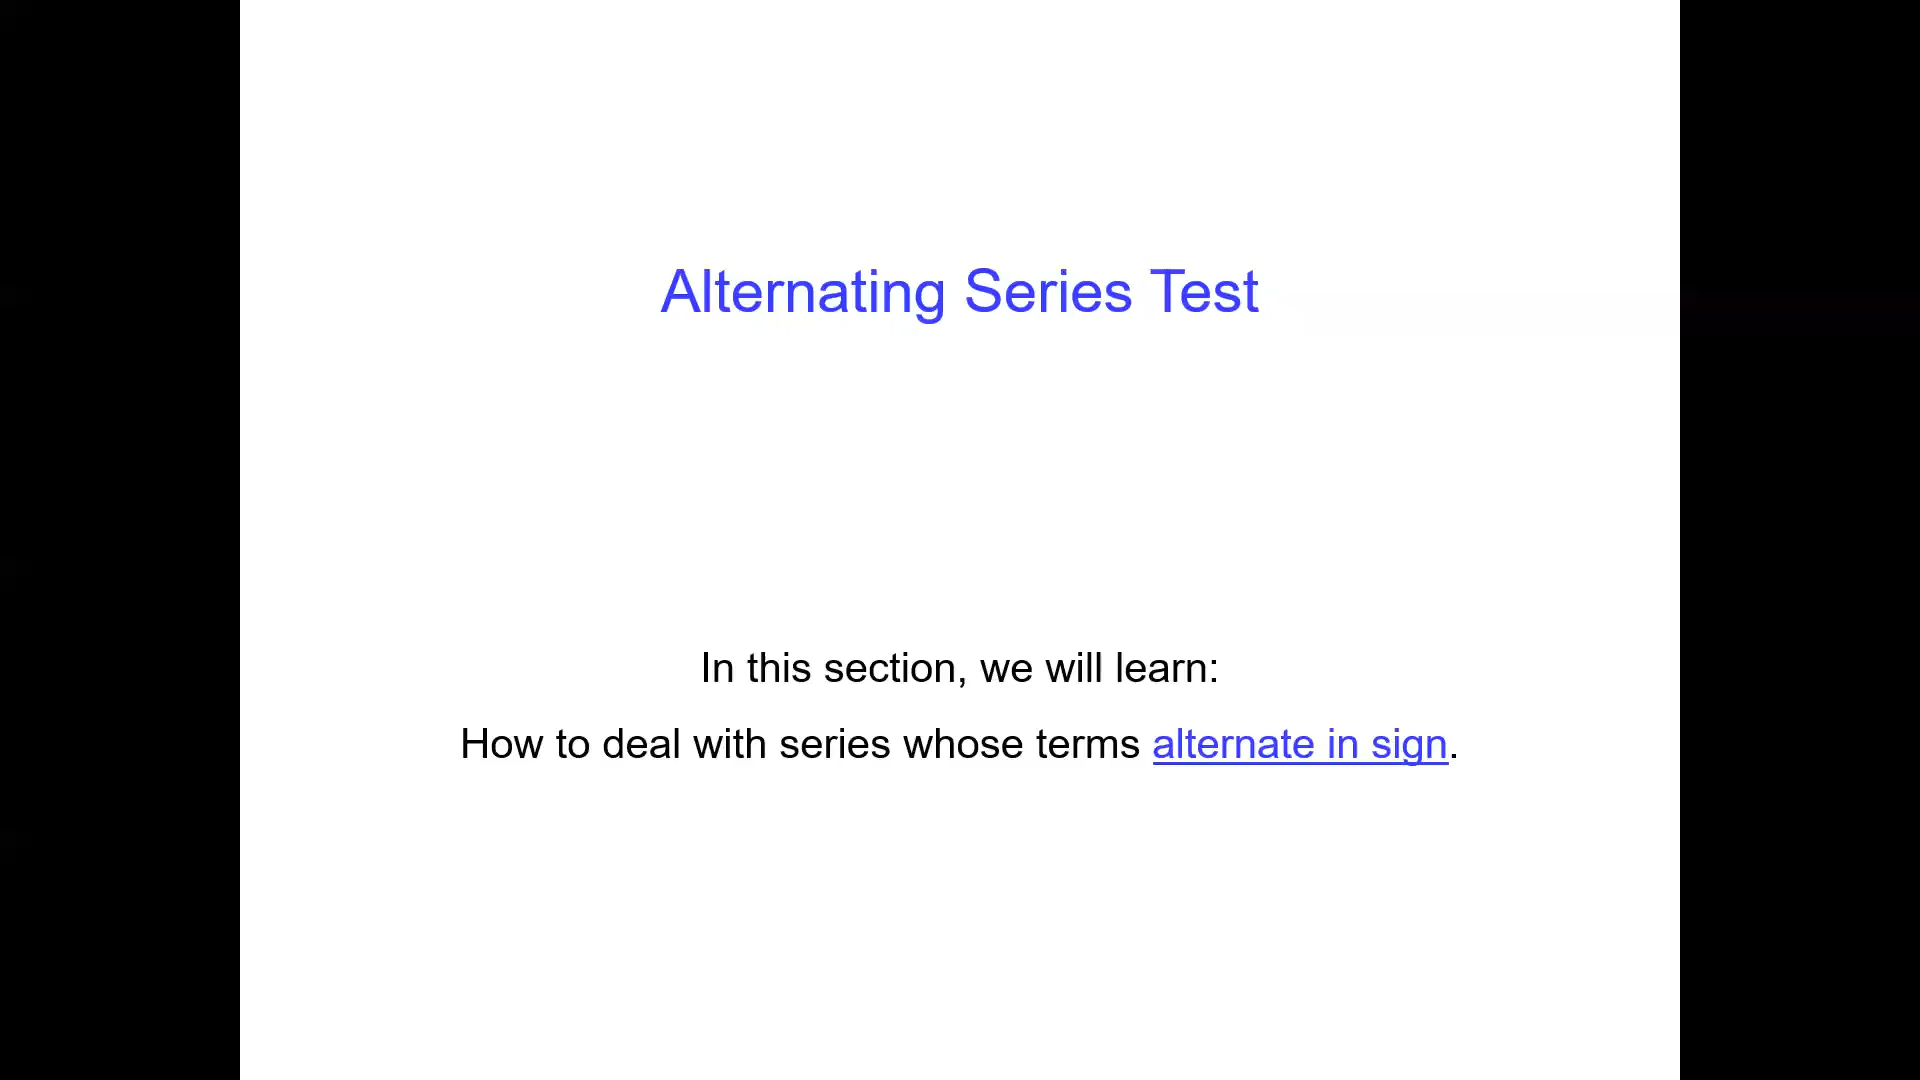 Alternating Series Test
In this section, we will learn:
How to deal with series whose terms alternate in sign.